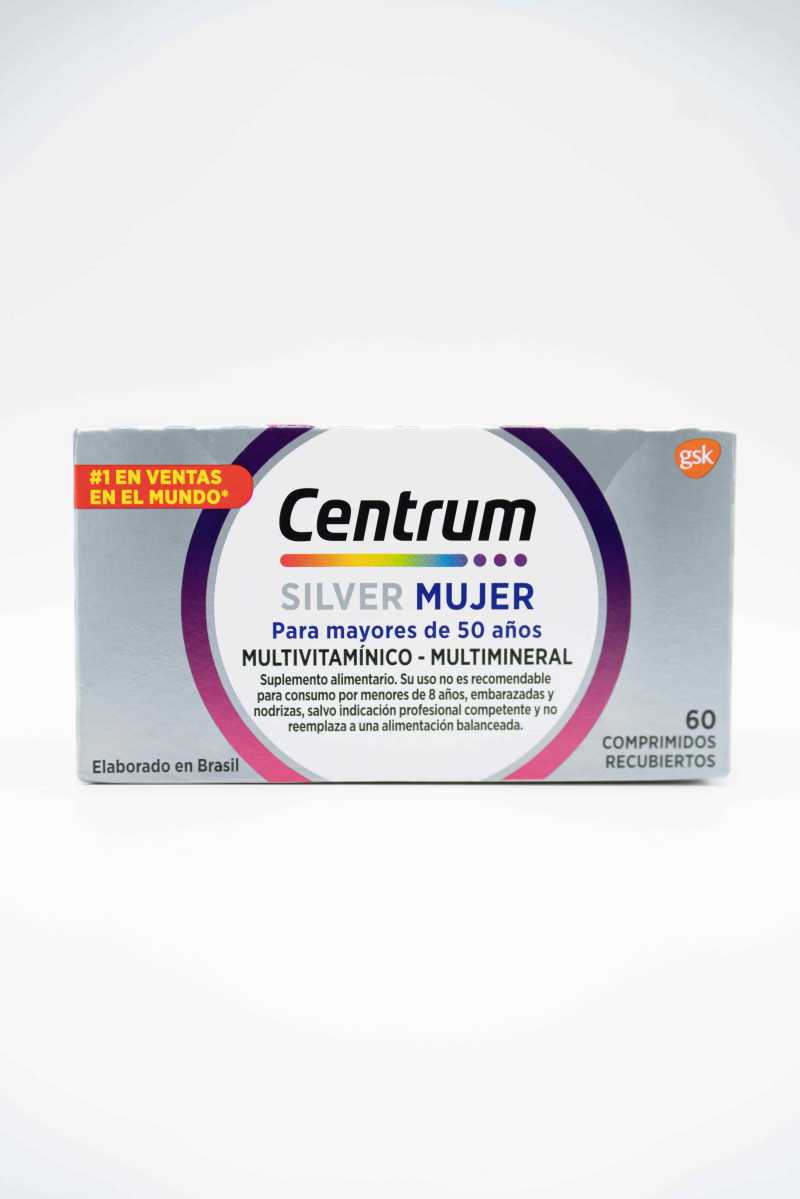 #1 EN VENTAS
EN EL MUNDO*
gsk
Centrum
SILVER MUJER
Para mayores de 50 años
MULTIVITAMÍNICO - MULTIMINERAL
Suplemento alimentario. Su uso no es recomendable
para consumo por menores de 8 años, embarazadas y
nodrizas, salvo indicación profesional competente y no
reemplaza a una alimentación balanceada.
Elaborado en Brasil
60
COMPRIMIDOS
RECUBIERTOS